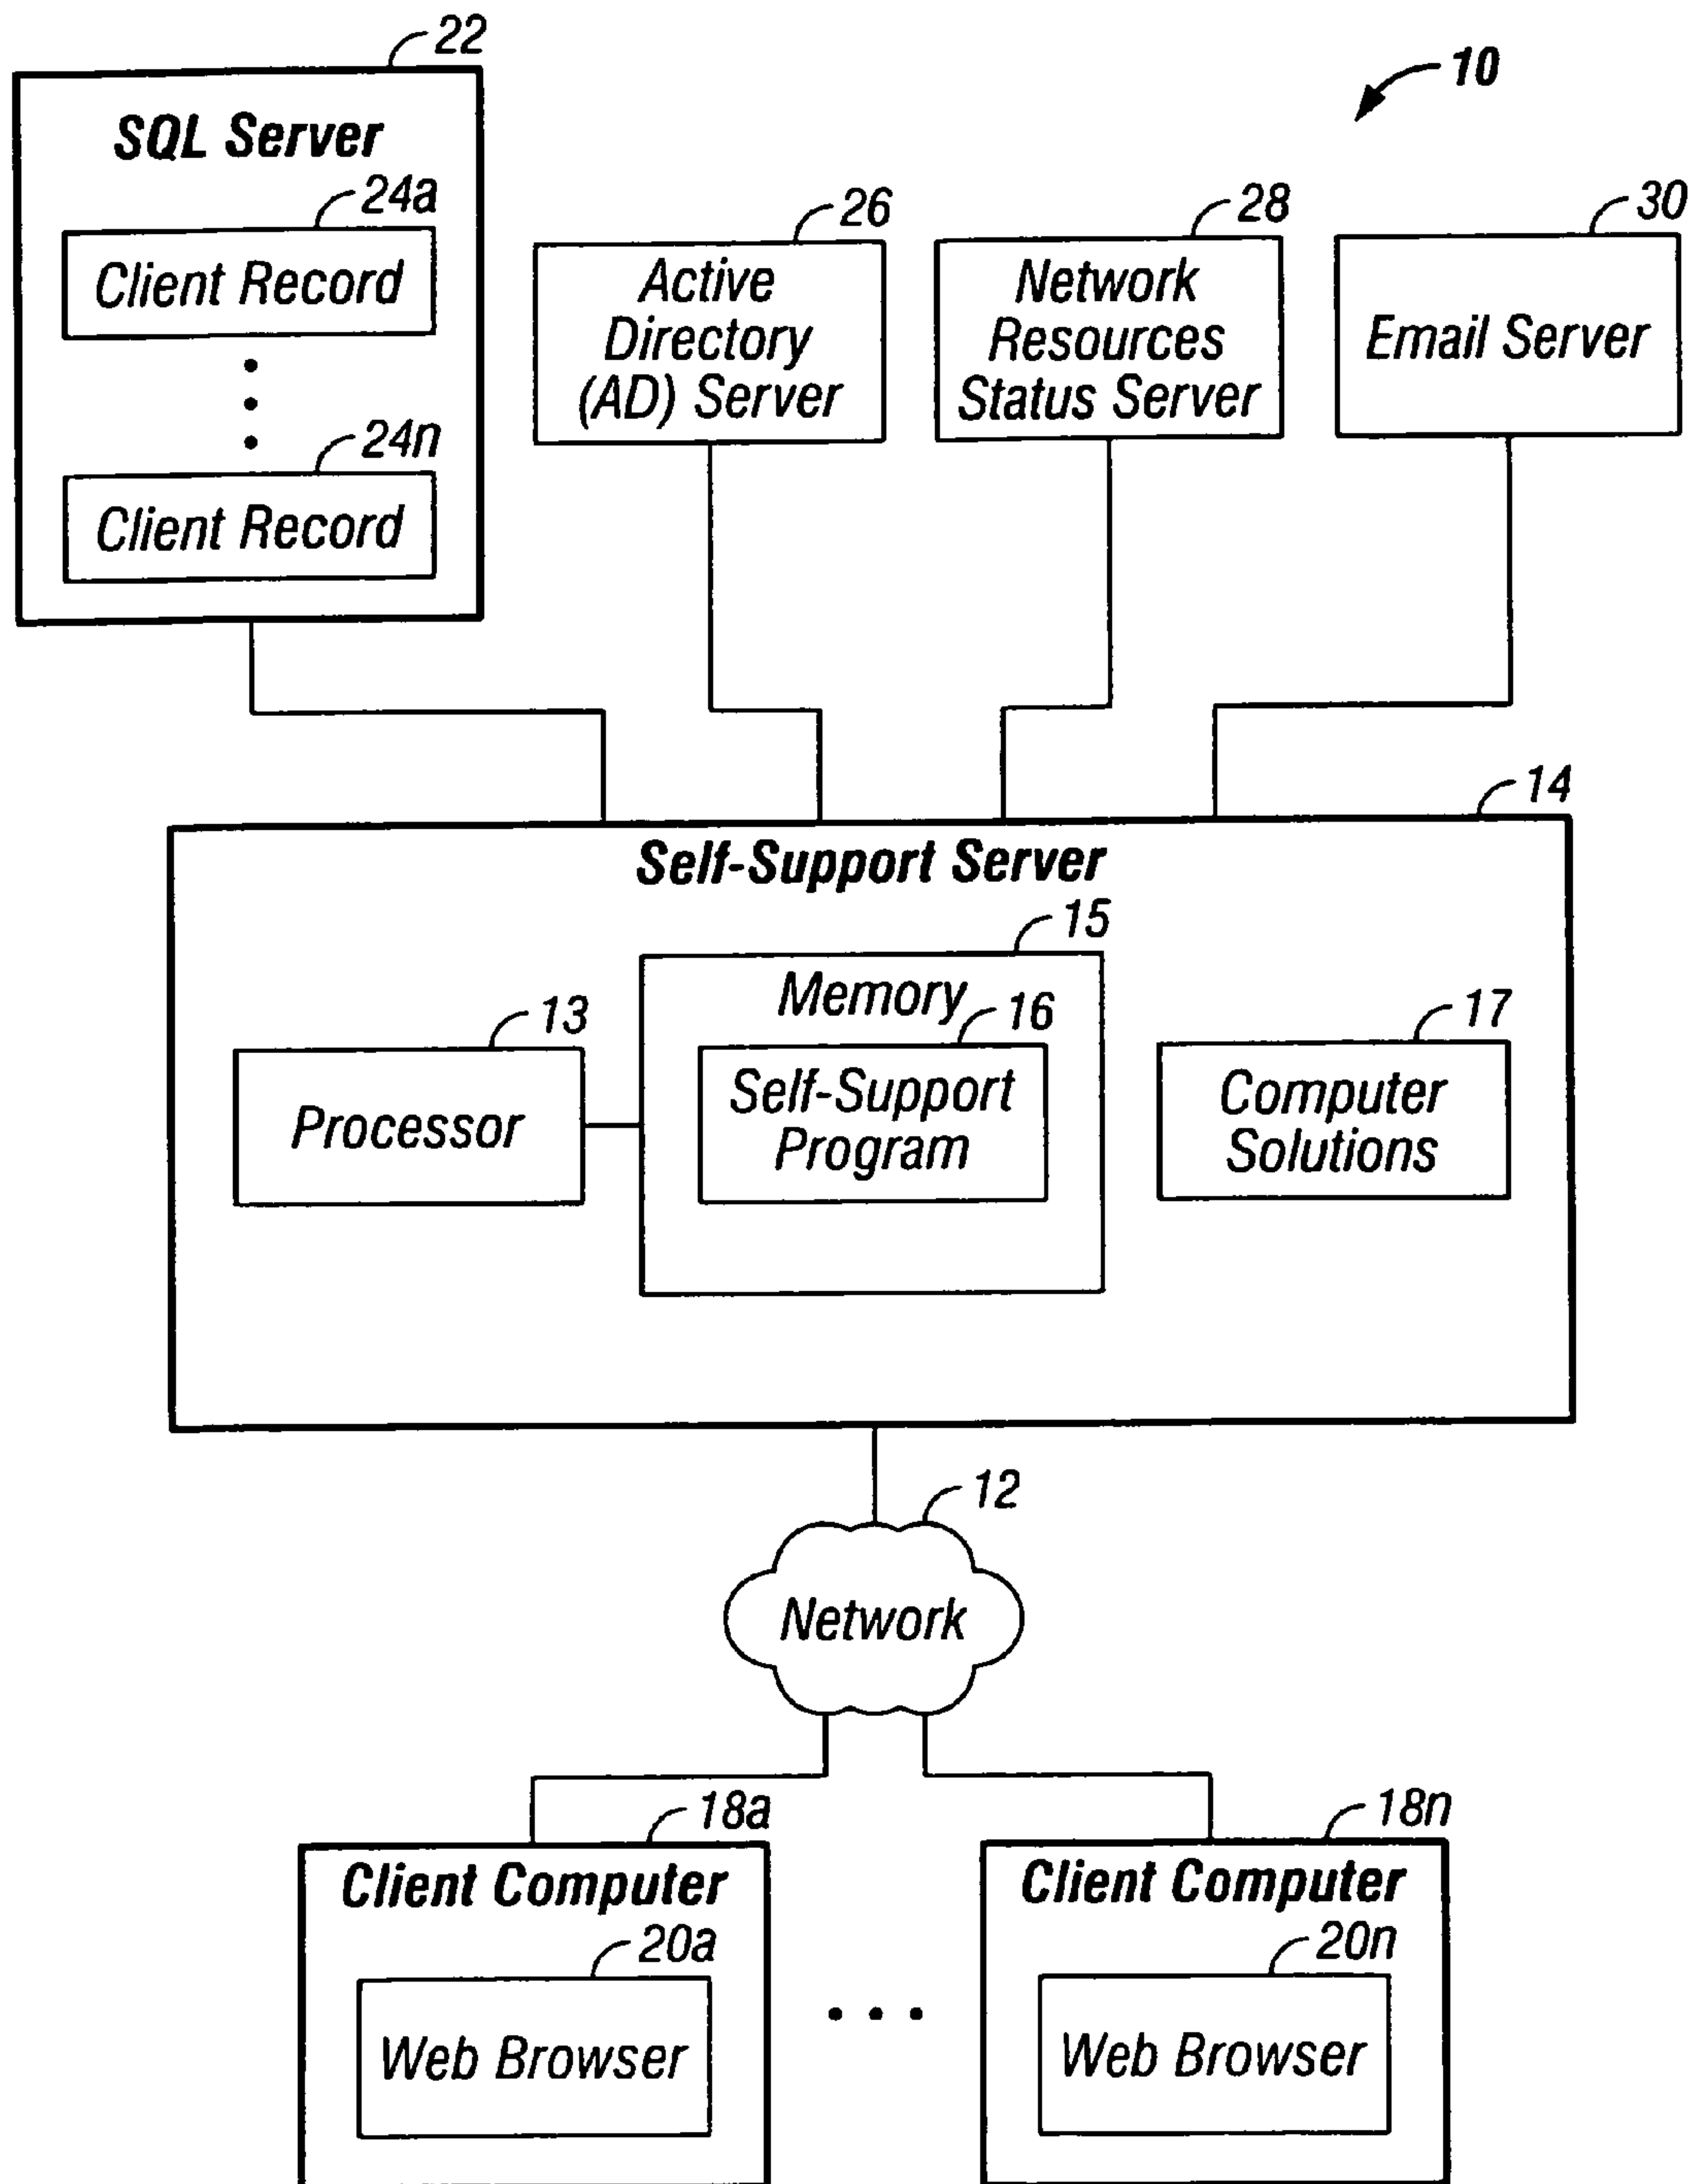 22
10
SQL Server
24a
Client Record
24n
Client Record
26
Active
Directory
(AD) Server
28
Network
Resources
Status Server
30
Email Server
14
Self-Support Server
15
Memory
13
Processor
16
Self-Support
Program
17
Computer
Solutions
12
Network
18a
Client Computer
20a
Web Browser
18n
Client Computer
20n
Web Browser